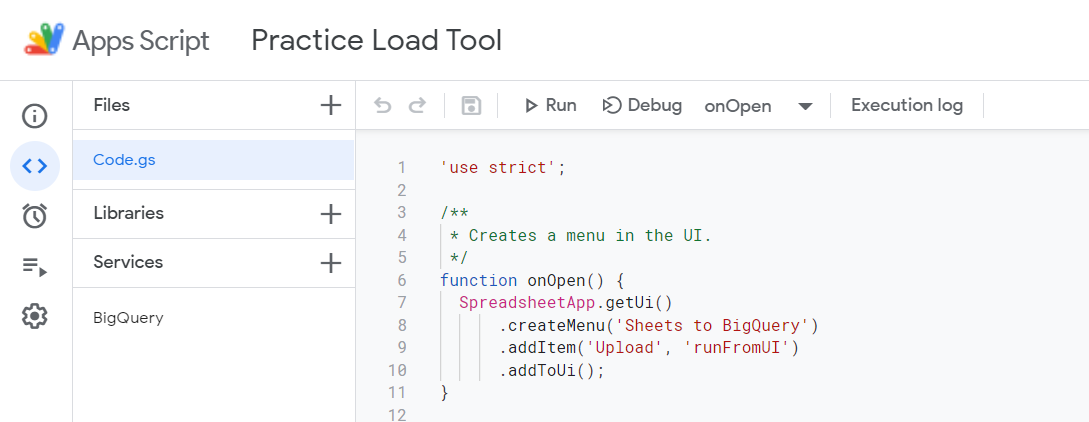 Apps Script Practice Load Tool
Files
Code.gs
Libraries
Services
BigQuery
Run Debug onOpen Execution log
1 'use strict';
2
3 /**
4 * Creates a menu in the UI.
5 */
6 function onOpen() {
7 SpreadsheetApp.getUi()
8 .createMenu('Sheets to BigQuery')
9 .addItem('Upload', 'runFromUI')
10 .addToUi();
11 }
12